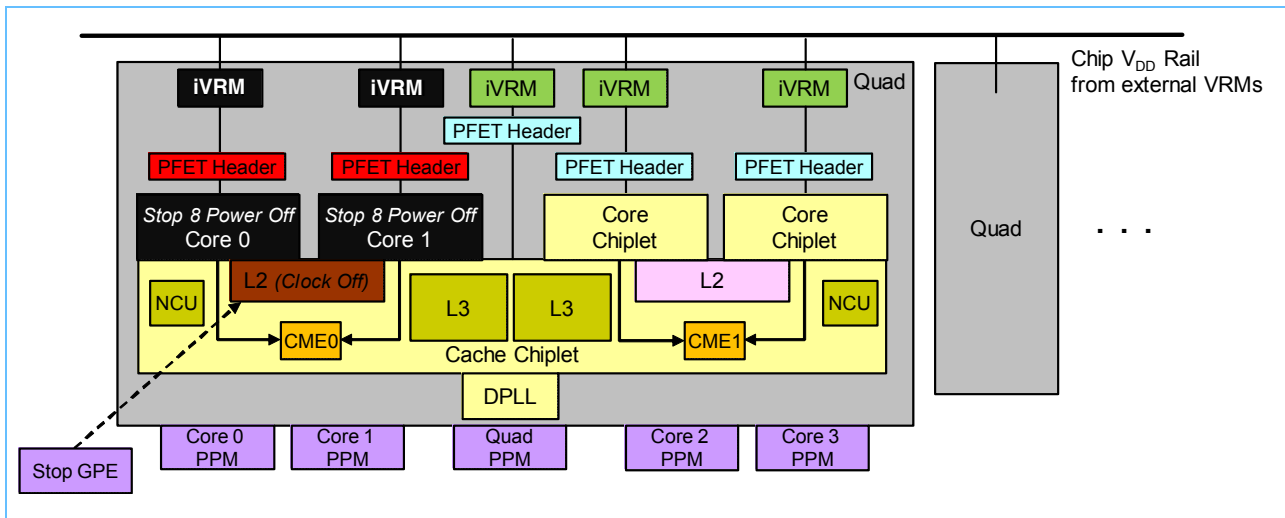 Chip VDD Rail
from external VRMs
Quad
iVRM
iVRM
iVRM
iVRM
iVRM
PFET Header
PFET Header
PFET Header
PFET Header
PFET Header
Stop 8 Power Off
Core 0
Stop 8 Power Off
Core 1
Core
Chiplet
Core
Chiplet
Quad
. . .
NCU
L2 (Clock Off)
L3
L3
L2
NCU
CME0
CME1
Cache Chiplet
DPLL
Stop GPE
Core 0
PPM
Core 1
PPM
Quad
PPM
Core 2
PPM
Core 3
PPM